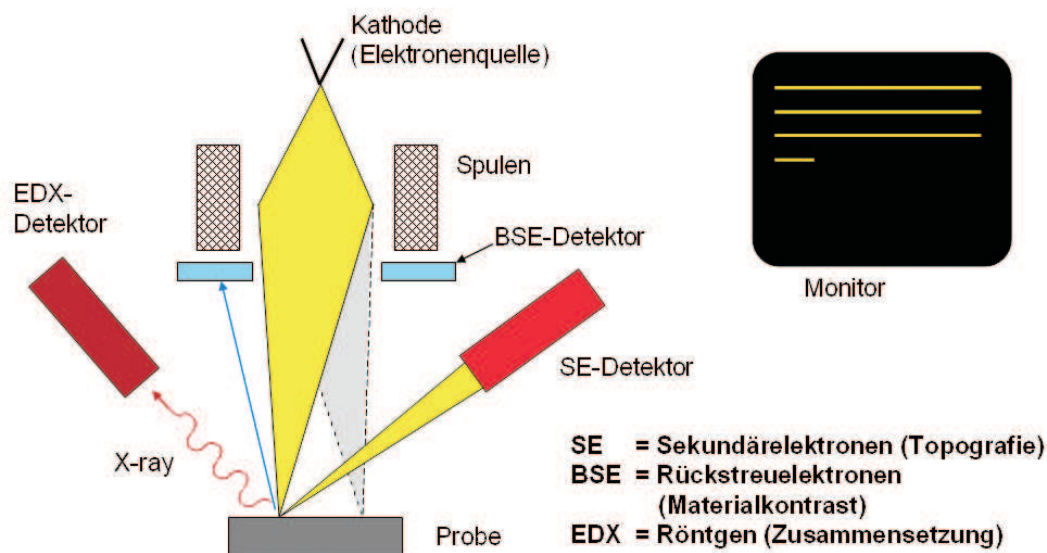 Kathode
(Elektronenquelle)
Spulen
EDX-
Detektor
BSE-Detektor
Monitor
SE-Detektor
X-ray
Probe
SE = Sekundärelektronen (Topografie)
BSE = Rückstreuelektronen
(Materialkontrast)
EDX = Röntgen (Zusammensetzung)